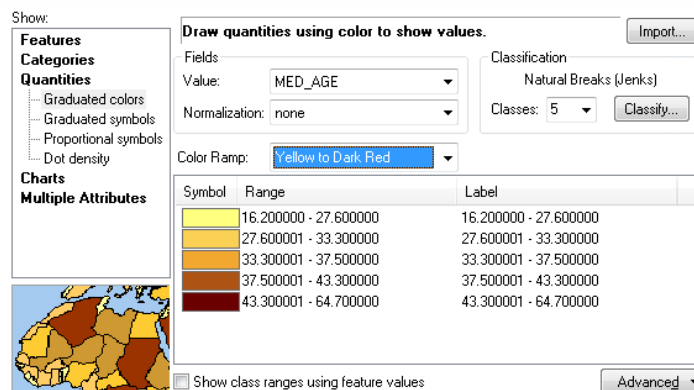 Show:
Features
Categories
Quantities
Graduated colors
Graduated symbols
Proportional symbols
Dot density
Charts
Multiple Attributes
Draw quantities using color to show values.
Import...
Fields
Value: MED_AGE
Normalization: none
Classification
Natural Breaks (Jenks)
Classes: 5 Classify...
Color Ramp: Yellow to Dark Red
Symbol Range Label
16.200000 - 27.600000 16.200000 - 27.600000
27.600001 - 33.300000 27.600001 - 33.300000
33.300001 - 37.500000 33.300001 - 37.500000
37.500001 - 43.300000 37.500001 - 43.300000
43.300001 - 64.700000 43.300001 - 64.700000
Show class ranges using feature values
Advanced